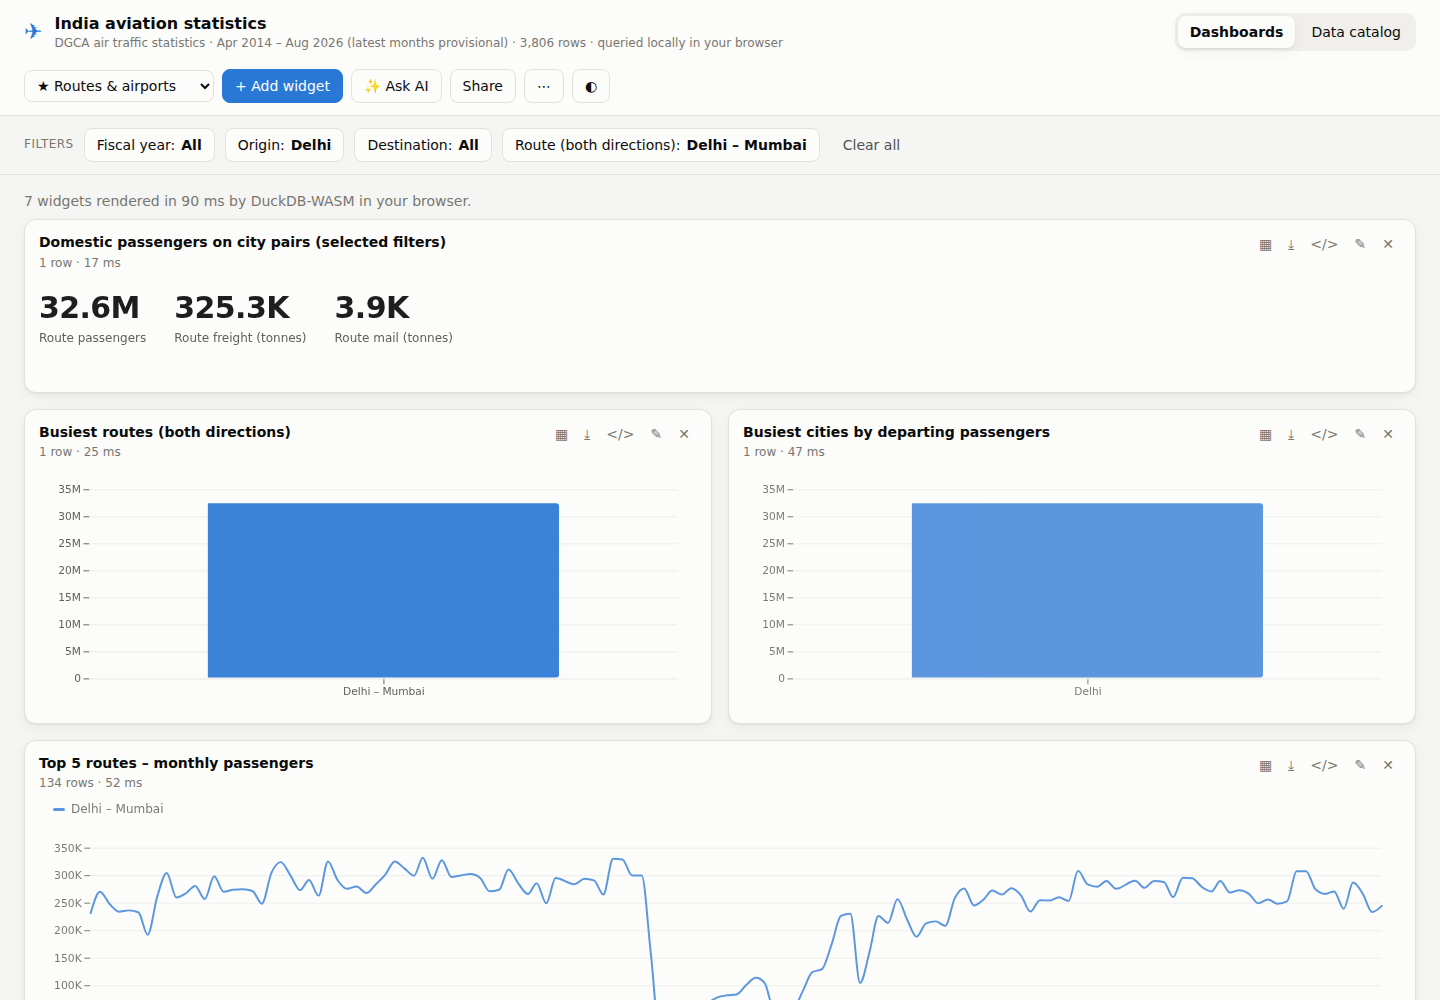 India aviation statistics
DGCA air traffic statistics · Apr 2014 – Aug 2026 (latest months provisional) · 3,806 rows · queried locally in your browser
Dashboards
Data catalog
★ Routes & airports
+ Add widget
✨ Ask AI
Share
⋯
FILTERS
Fiscal year: All
Origin: Delhi
Destination: All
Route (both directions): Delhi – Mumbai
Clear all
7 widgets rendered in 90 ms by DuckDB-WASM in your browser.
Domestic passengers on city pairs (selected filters)
</>
1 row · 17 ms
32.6M
325.3K
3.9K
Route passengers
Route freight (tonnes)
Route mail (tonnes)
Busiest routes (both directions)
</>
1 row · 25 ms
35M
30M
25M
20M
15M
10M
5M
0
Delhi – Mumbai
Busiest cities by departing passengers
</>
1 row · 47 ms
35M
30M
25M
20M
15M
10M
5M
0
Delhi
Top 5 routes – monthly passengers
</>
134 rows · 52 ms
Delhi – Mumbai
350K
300K
250K
200K
150K
100K